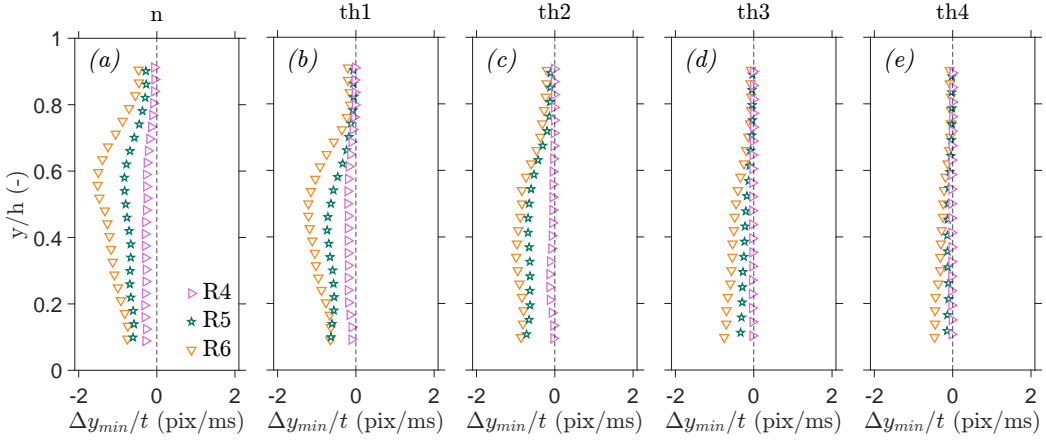 n th1 th2 th3 th4
(a) (b) (c) (d) (e)
1
0.8
0.6
0.4
0.2
0
y/h (-)
R4
R5
R6
-2 0 2 -2 0 2 -2 0 2 -2 0 2 -2 0 2
Δy_min/t (pix/ms) Δy_min/t (pix/ms) Δy_min/t (pix/ms) Δy_min/t (pix/ms) Δy_min/t (pix/ms)